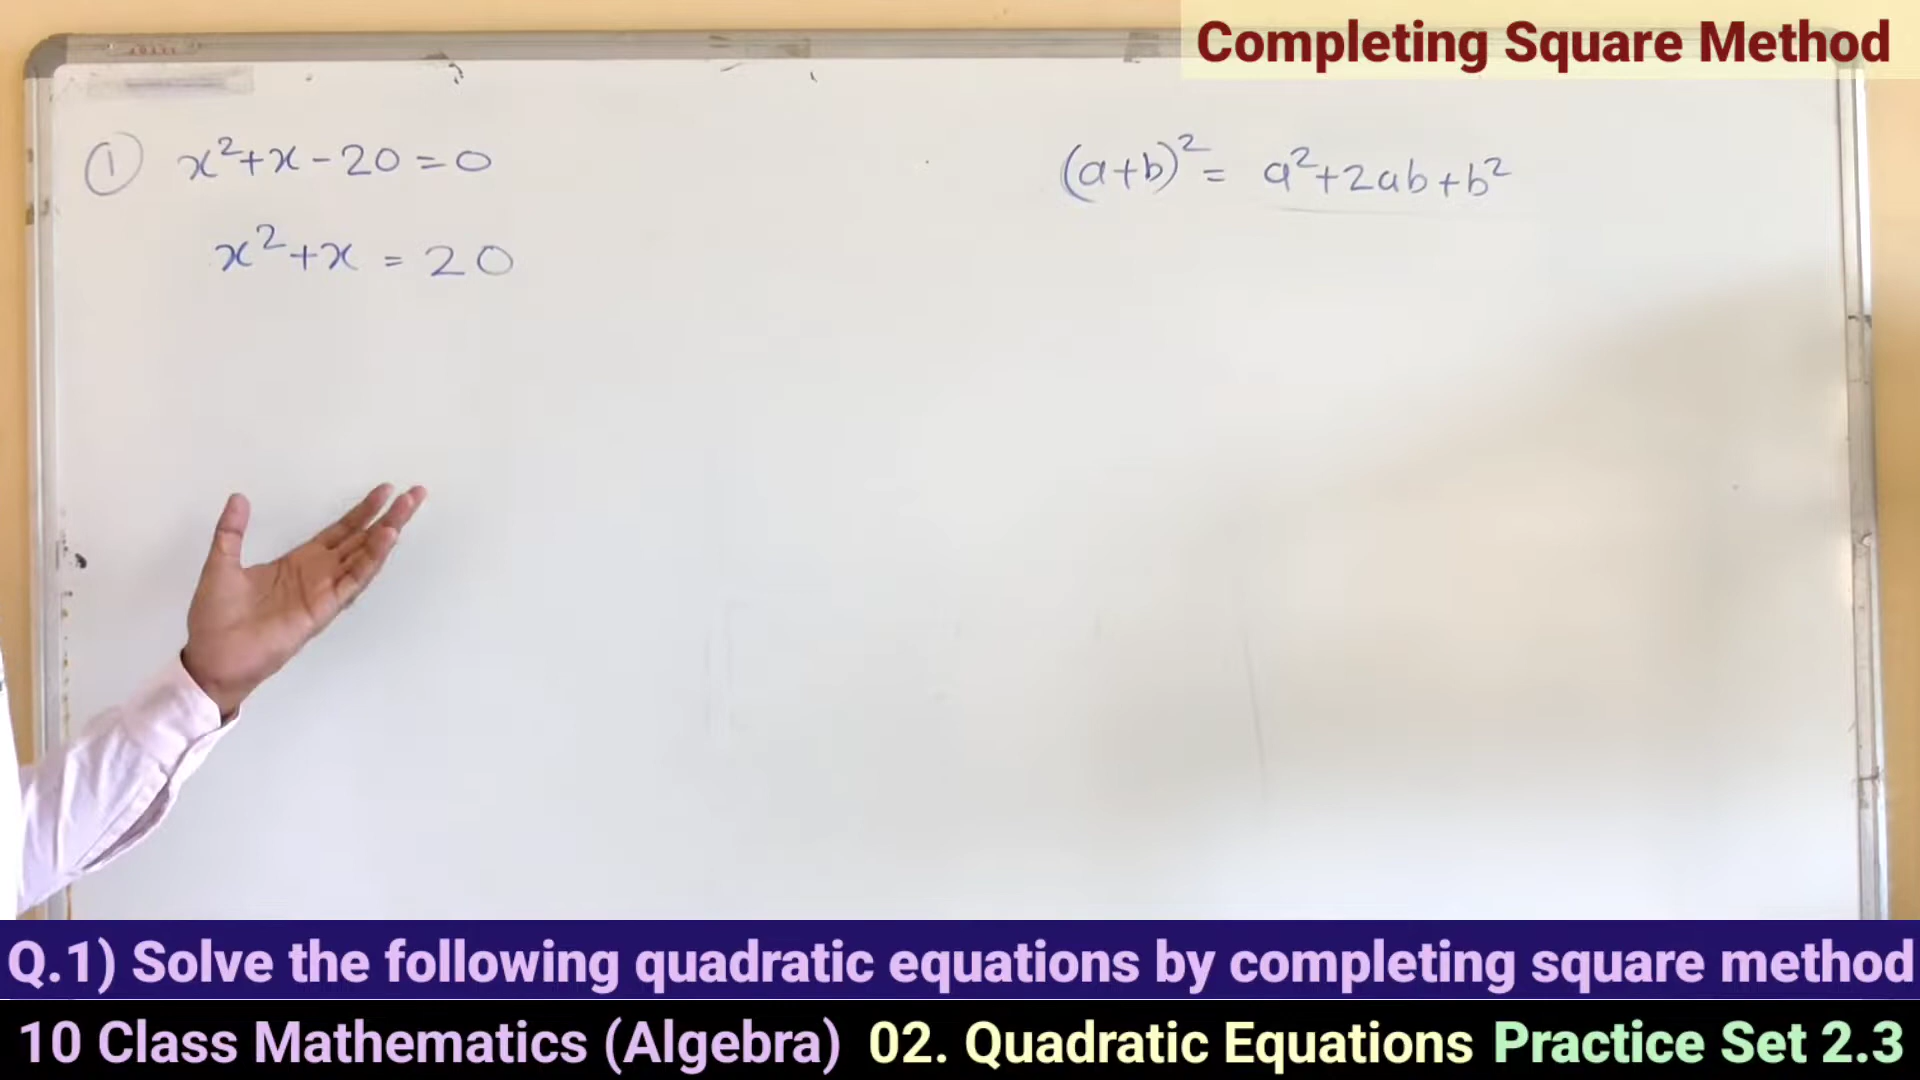 Completing Square Method
① x²+x-20=0
(a+b)² = a²+2ab+b²
x²+x = 20
Q.1) Solve the following quadratic equations by completing square method
10 Class Mathematics (Algebra) 02. Quadratic Equations Practice Set 2.3